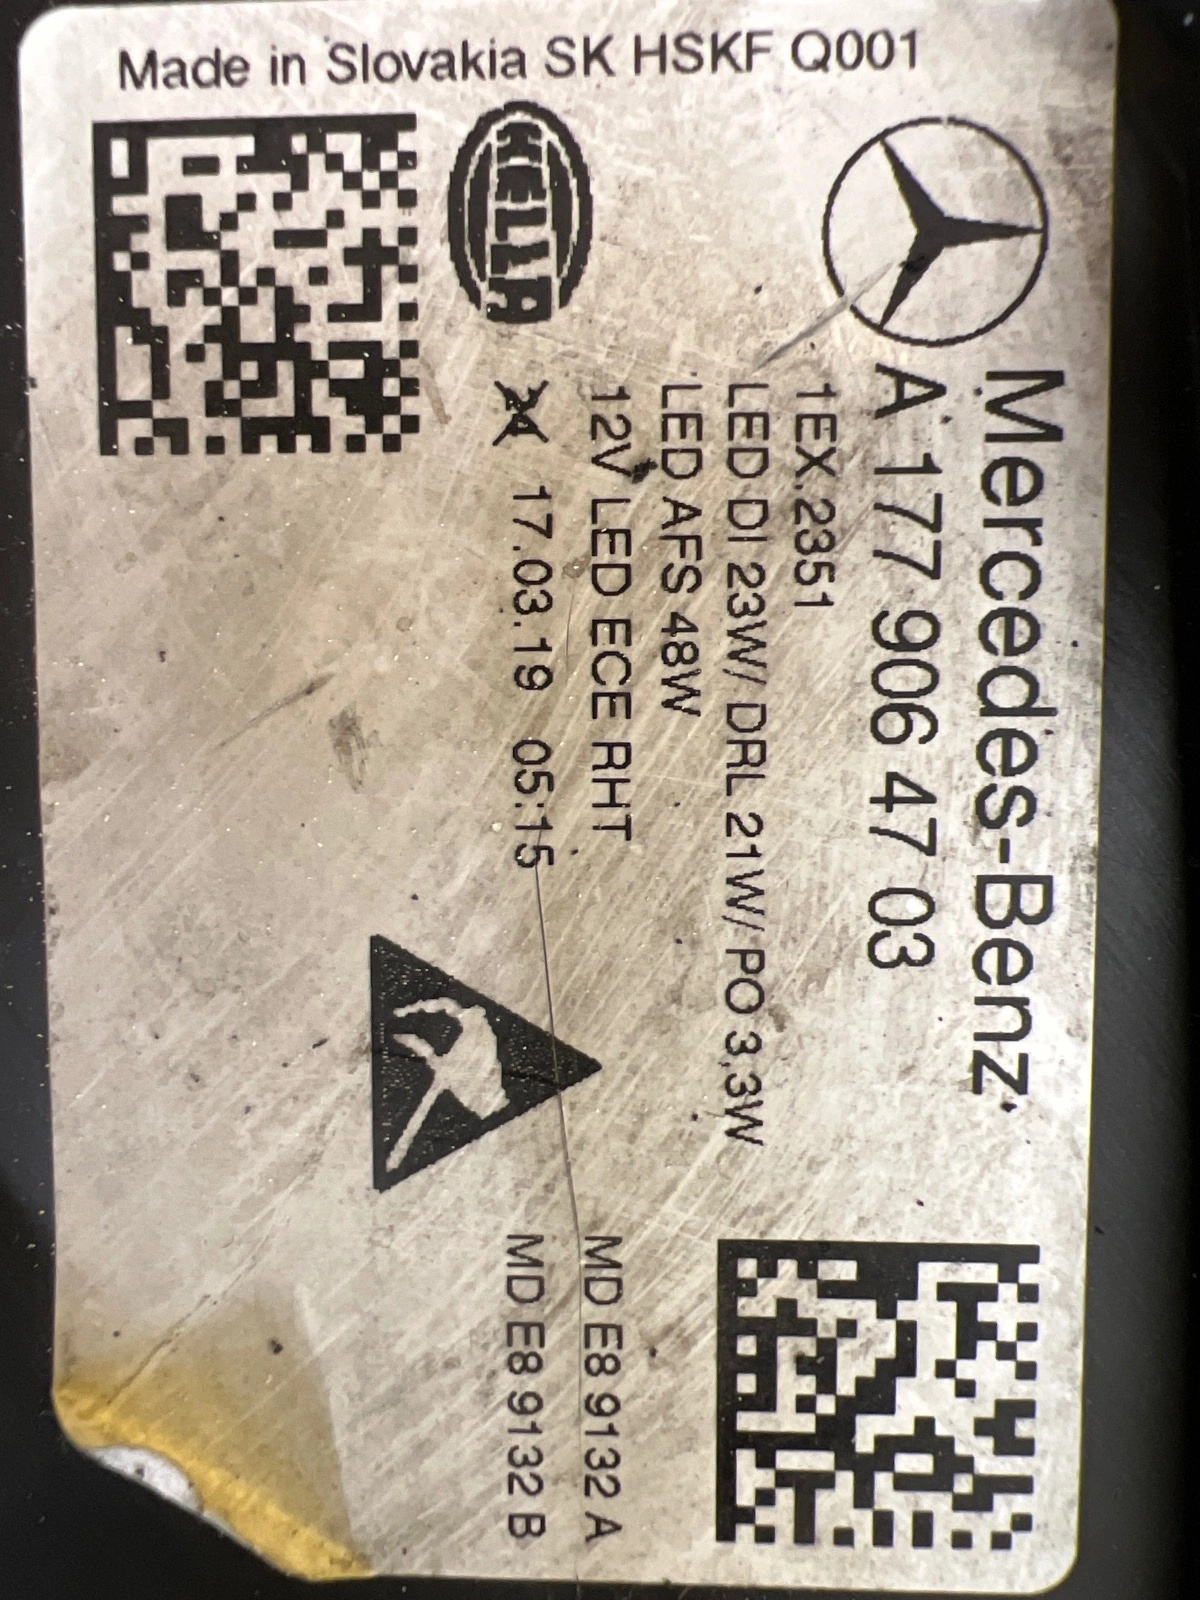 Made in Slovakia SK HSKF Q001
HELLA
Mercedes-Benz
A 177 906 47 03
1EX.2351
LED DI 23W/ DRL 21W/ PO 3,3W
LED AFS 48W
12V LED ECE RHT
17.03.19 05:15
MD E8 9132 A
MD E8 9132 B